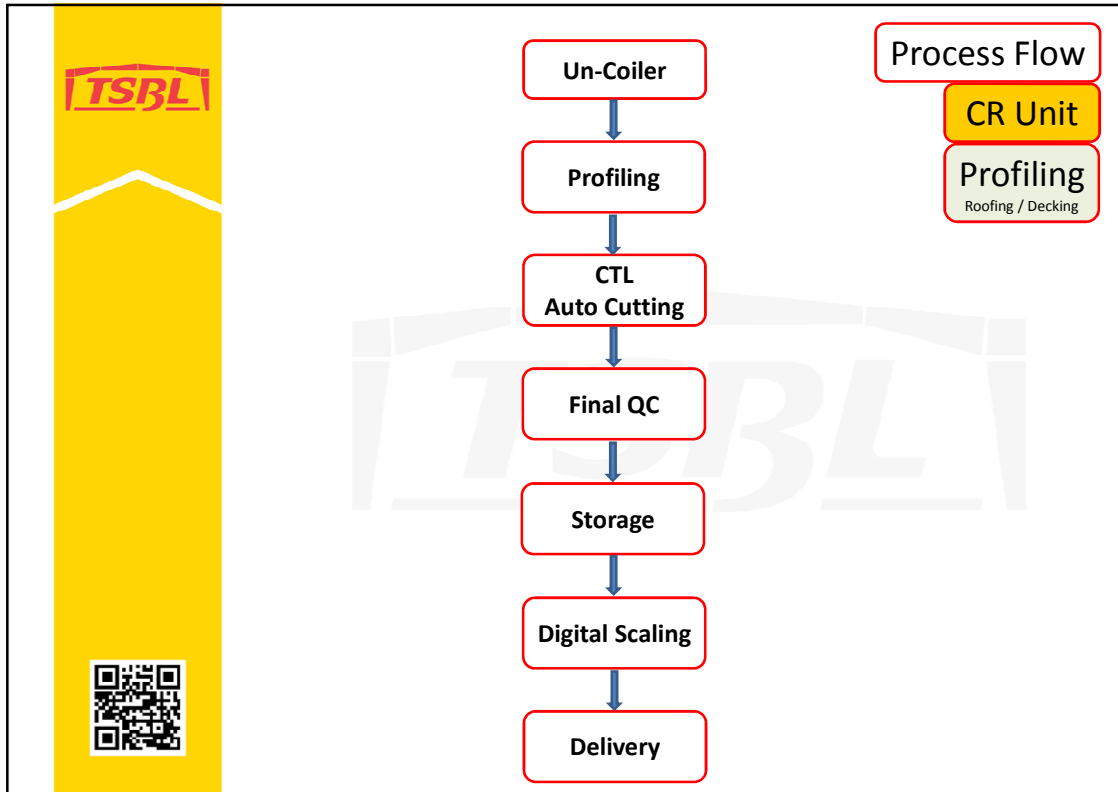 TSBL
Process Flow
CR Unit
Profiling
Roofing / Decking
Un-Coiler
Profiling
CTL
Auto Cutting
Final QC
Storage
Digital Scaling
Delivery
TSBL